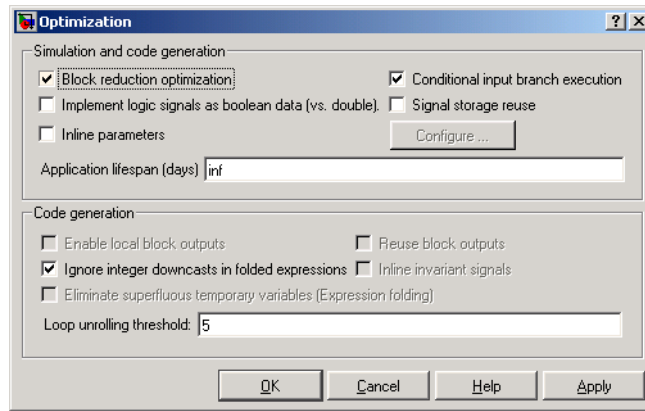 Optimization
Simulation and code generation
Block reduction optimization
Conditional input branch execution
Implement logic signals as boolean data (vs. double).
Signal storage reuse
Inline parameters
Configure ...
Application lifespan (days) inf
Code generation
Enable local block outputs
Reuse block outputs
Ignore integer downcasts in folded expressions
Inline invariant signals
Eliminate superfluous temporary variables (Expression folding)
Loop unrolling threshold: 5
OK Cancel Help Apply